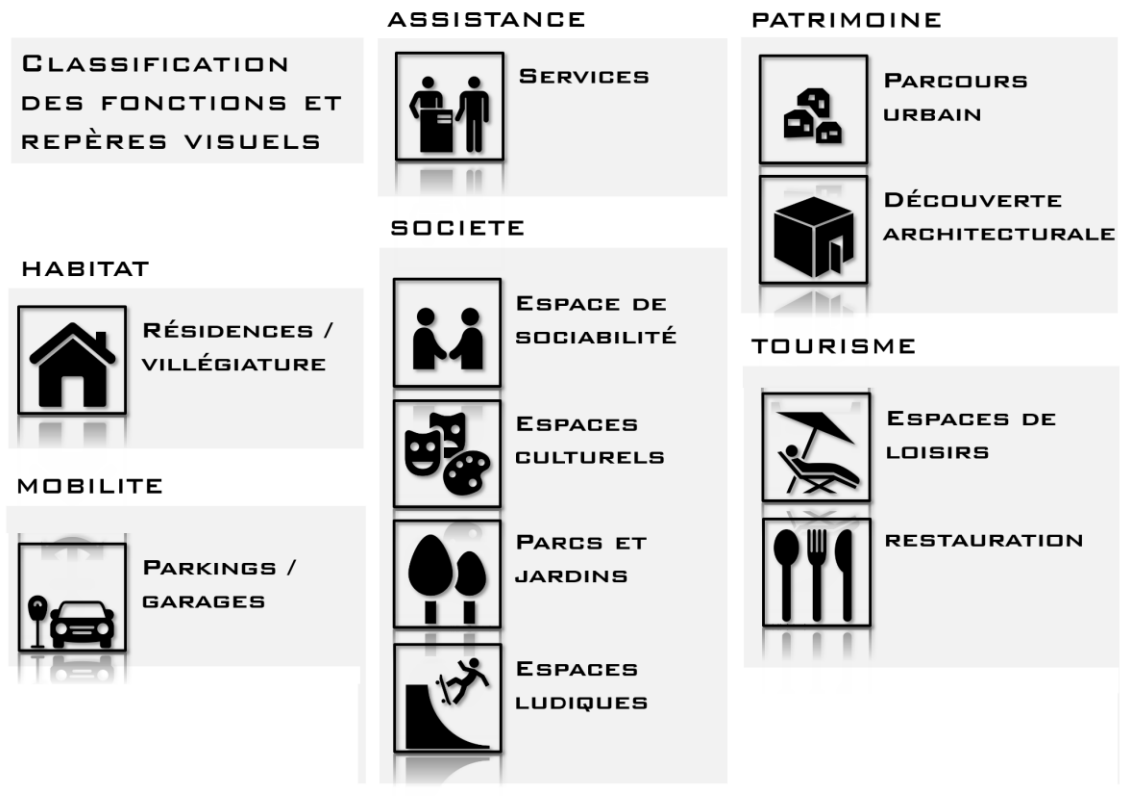 CLASSIFICATION
DES FONCTIONS ET
REPÈRES VISUELS
HABITAT
RÉSIDENCES /
VILLÉGIATURE
MOBILITE
PARKINGS /
GARAGES
ASSISTANCE
SERVICES
SOCIETE
ESPACE DE
SOCIABILITÉ
ESPACES
CULTURELS
PARCS ET
JARDINS
ESPACES
LUDIQUES
PATRIMOINE
PARCOURS
URBAIN
DÉCOUVERTE
ARCHITECTURALE
TOURISME
ESPACES DE
LOISIRS
RESTAURATION